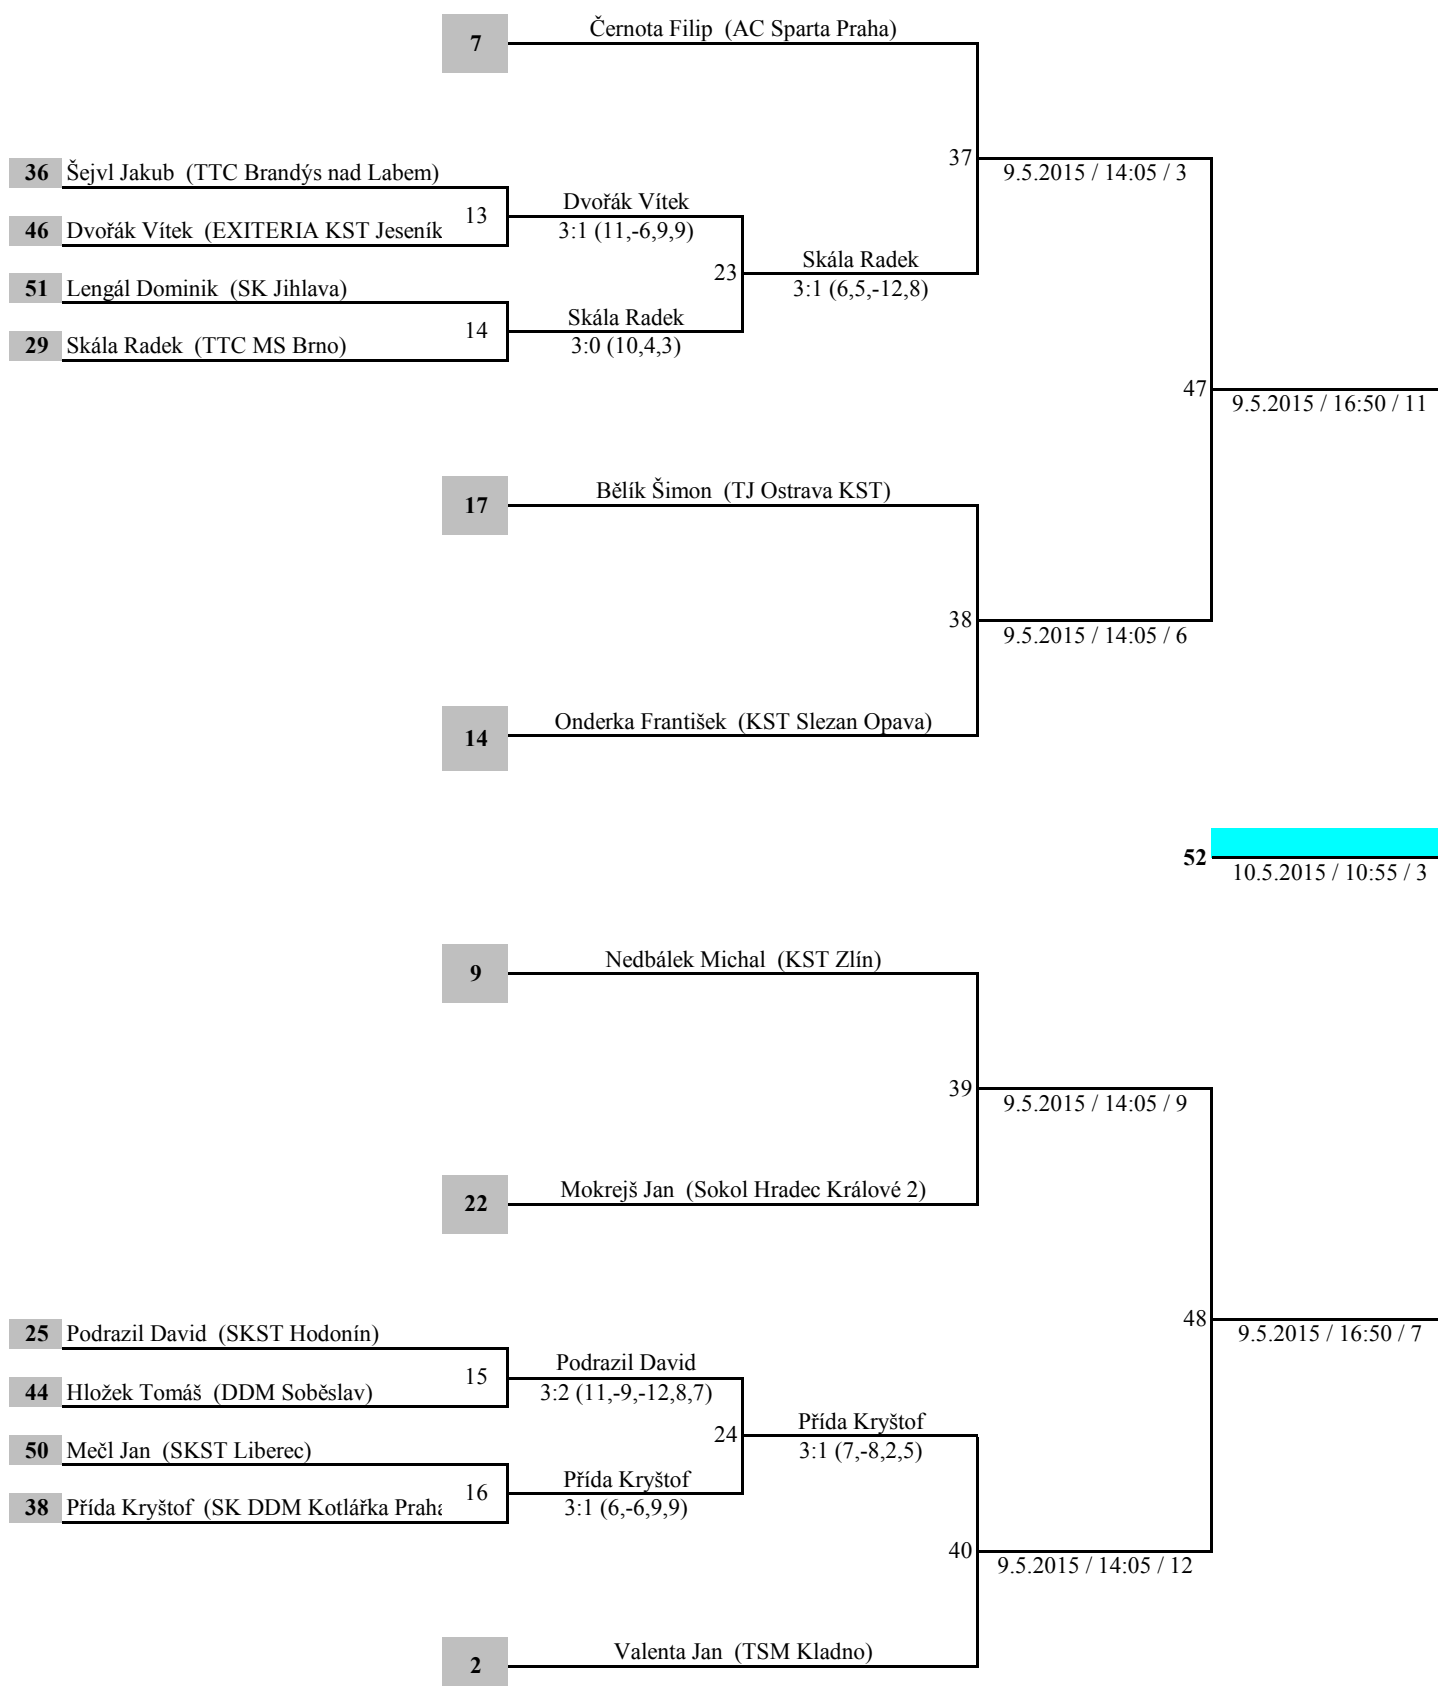 Černota Filip (AC Sparta Praha)
7
37
9.5.2015 / 14:05 / 3
36 Šejvl Jakub (TTC Brandýs nad Labem)
13
Dvořák Vítek
3:1 (11,-6,9,9)
46 Dvořák Vítek (EXITERIA KST Jeseník
23
Skála Radek
3:1 (6,5,-12,8)
51 Lengál Dominik (SK Jihlava)
14
Skála Radek
3:0 (10,4,3)
29 Skála Radek (TTC MS Brno)
47
9.5.2015 / 16:50 / 11
Bělík Šimon (TJ Ostrava KST)
17
38
9.5.2015 / 14:05 / 6
Onderka František (KST Slezan Opava)
14
52
10.5.2015 / 10:55 / 3
Nedbálek Michal (KST Zlín)
9
39
9.5.2015 / 14:05 / 9
Mokrejš Jan (Sokol Hradec Králové 2)
22
48
9.5.2015 / 16:50 / 7
25 Podrazil David (SKST Hodonín)
15
Podrazil David
3:2 (11,-9,-12,8,7)
44 Hložek Tomáš (DDM Soběslav)
24
Přída Kryštof
3:1 (7,-8,2,5)
50 Mečl Jan (SKST Liberec)
16
Přída Kryštof
3:1 (6,-6,9,9)
38 Přída Kryštof (SK DDM Kotlářka Praha
40
9.5.2015 / 14:05 / 12
Valenta Jan (TSM Kladno)
2